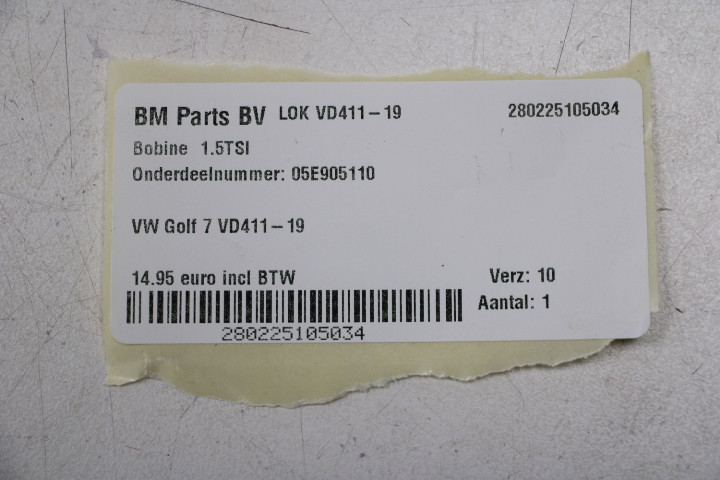 BM Parts BV LOK VD411-19 280225105034
Bobine 1.5TSI
Onderdeelnummer: 05E905110
VW Golf 7 VD411-19
14.95 euro incl BTW Verz: 10
Aantal: 1
280225105034